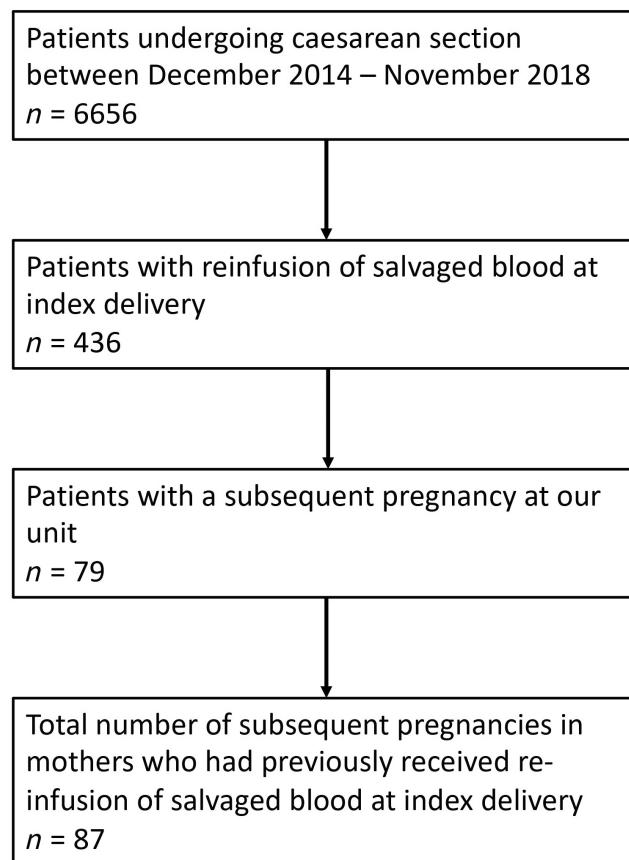 Patients undergoing caesarean section
between December 2014 – November 2018
n = 6656
Patients with reinfusion of salvaged blood at
index delivery
n = 436
Patients with a subsequent pregnancy at our
unit
n = 79
Total number of subsequent pregnancies in
mothers who had previously received re-
infusion of salvaged blood at index delivery
n = 87